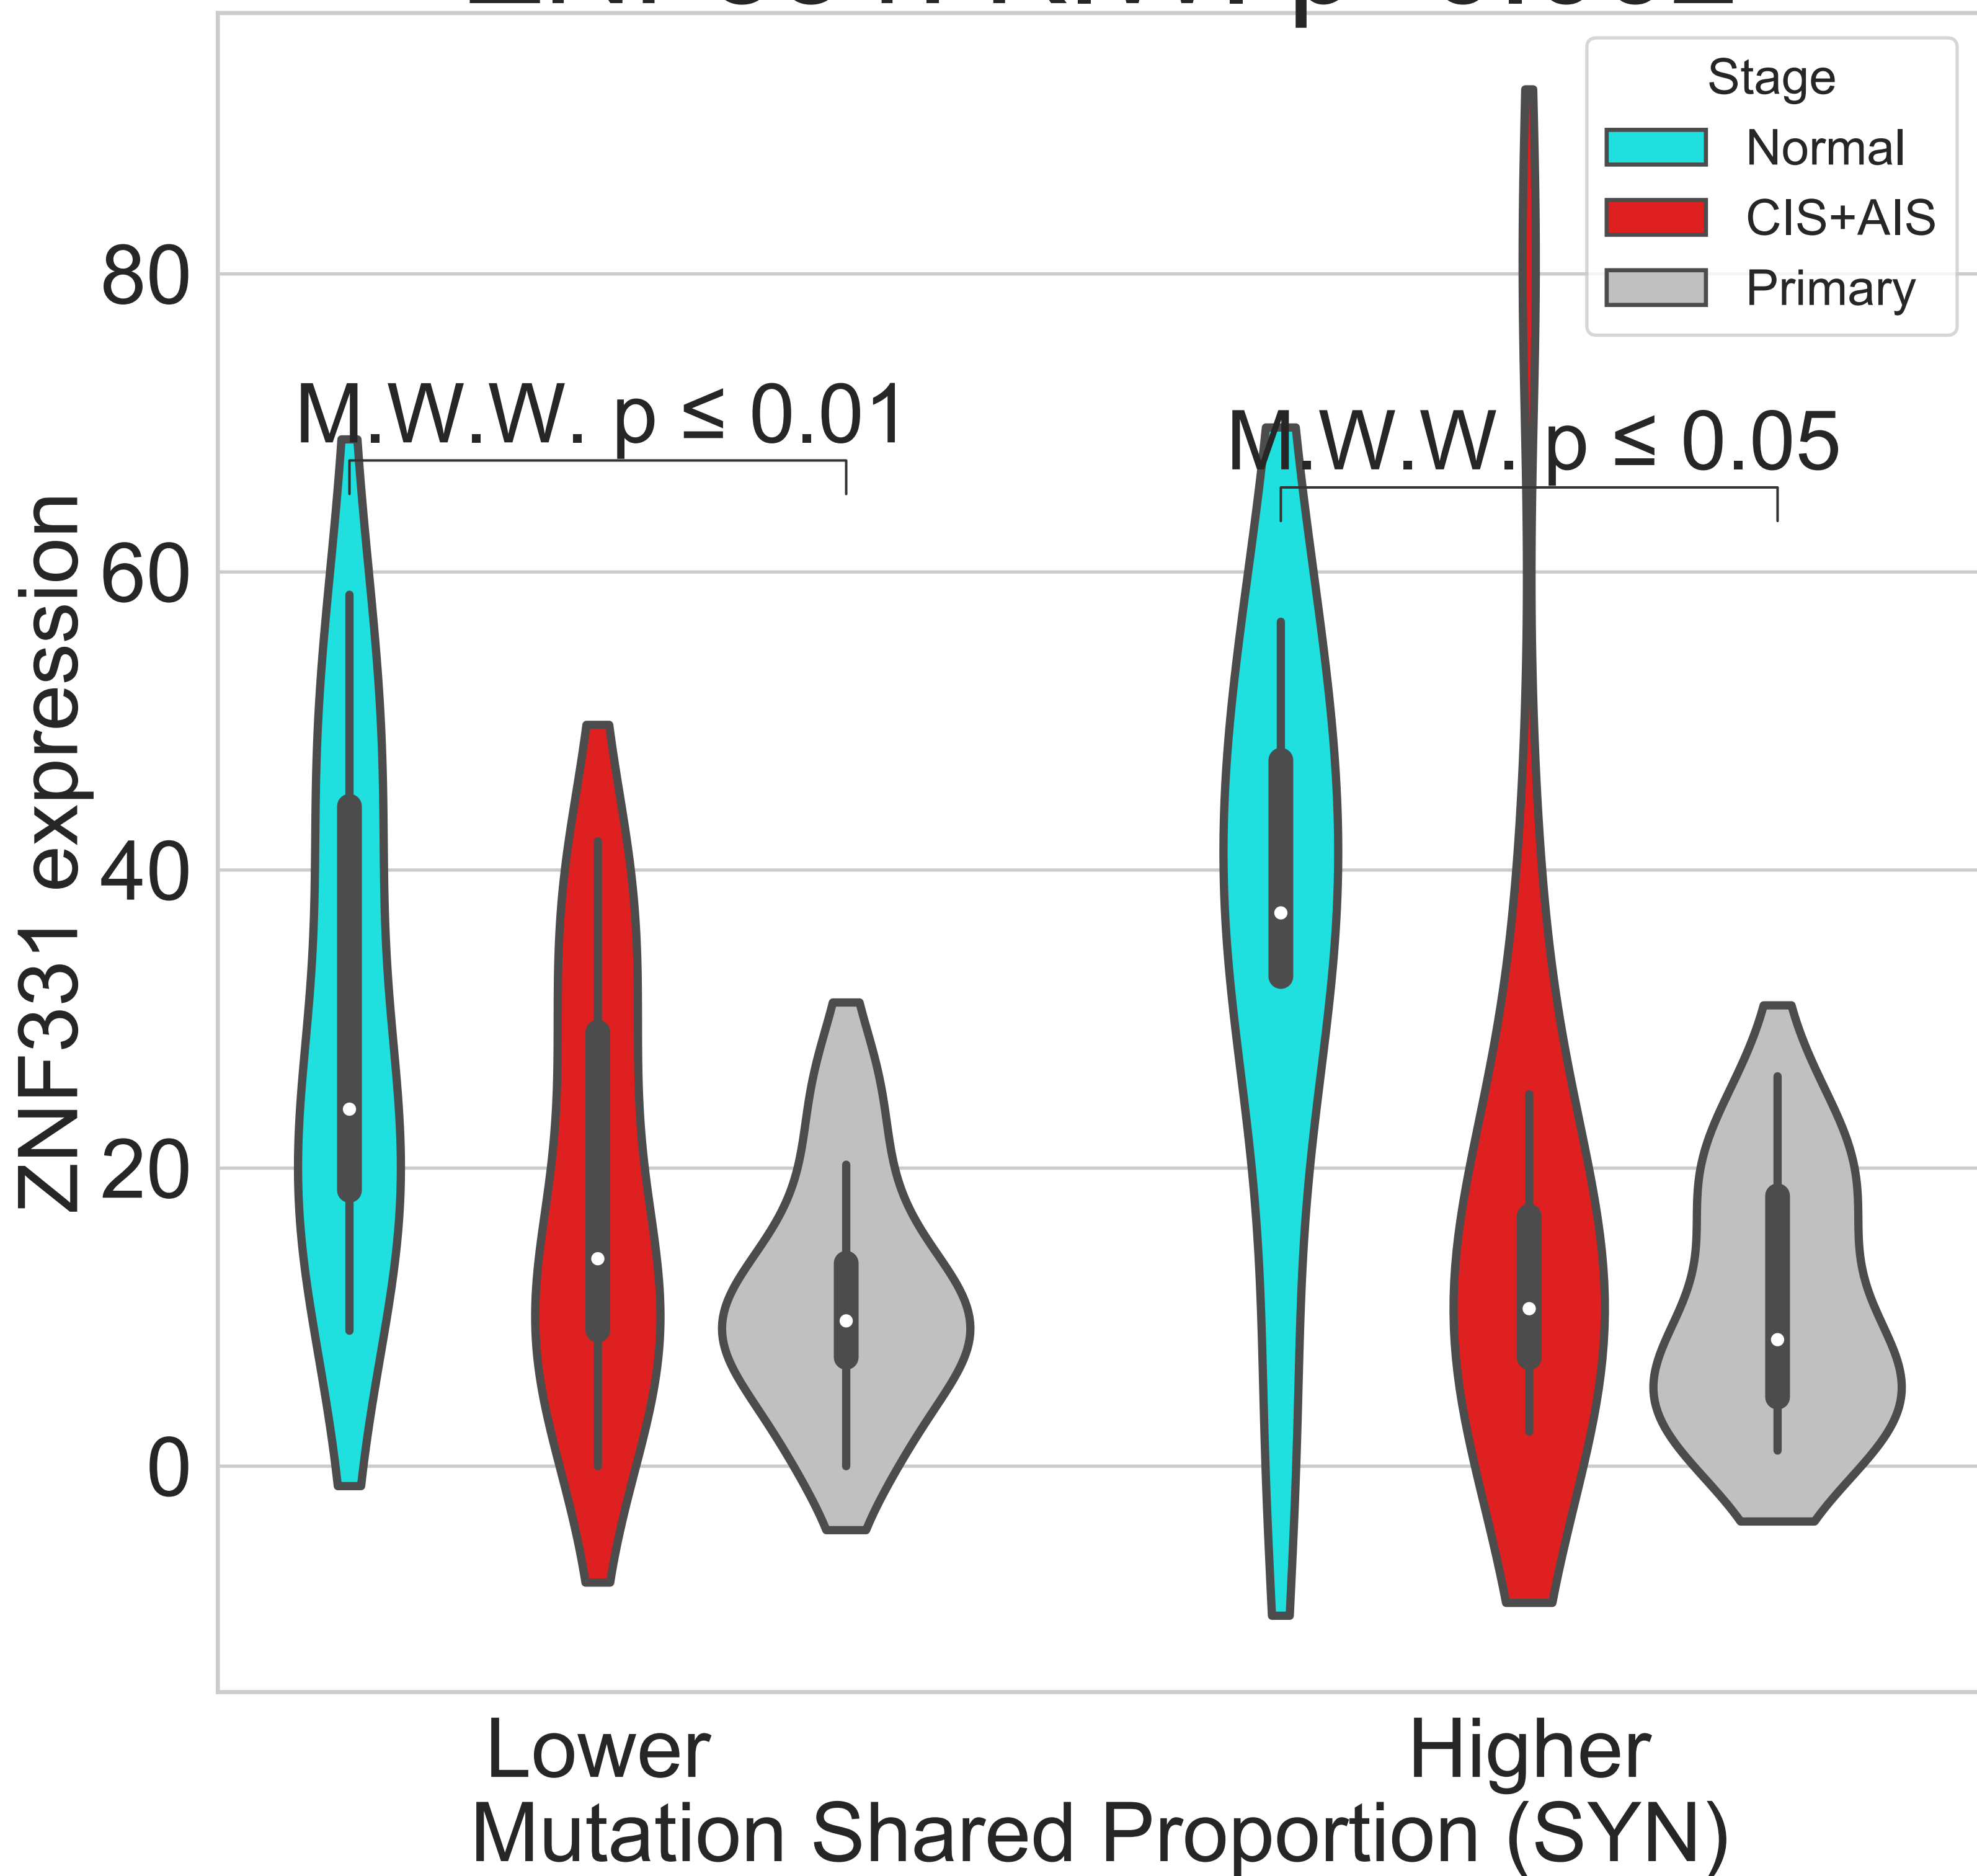 Stage
Normal
CIS+AIS
Primary
M.W.W. p ≤ 0.01
M.W.W. p ≤ 0.05
ZNF331 expression
80
60
40
20
0
Lower
Higher
Mutation Shared Proportion (SYN)